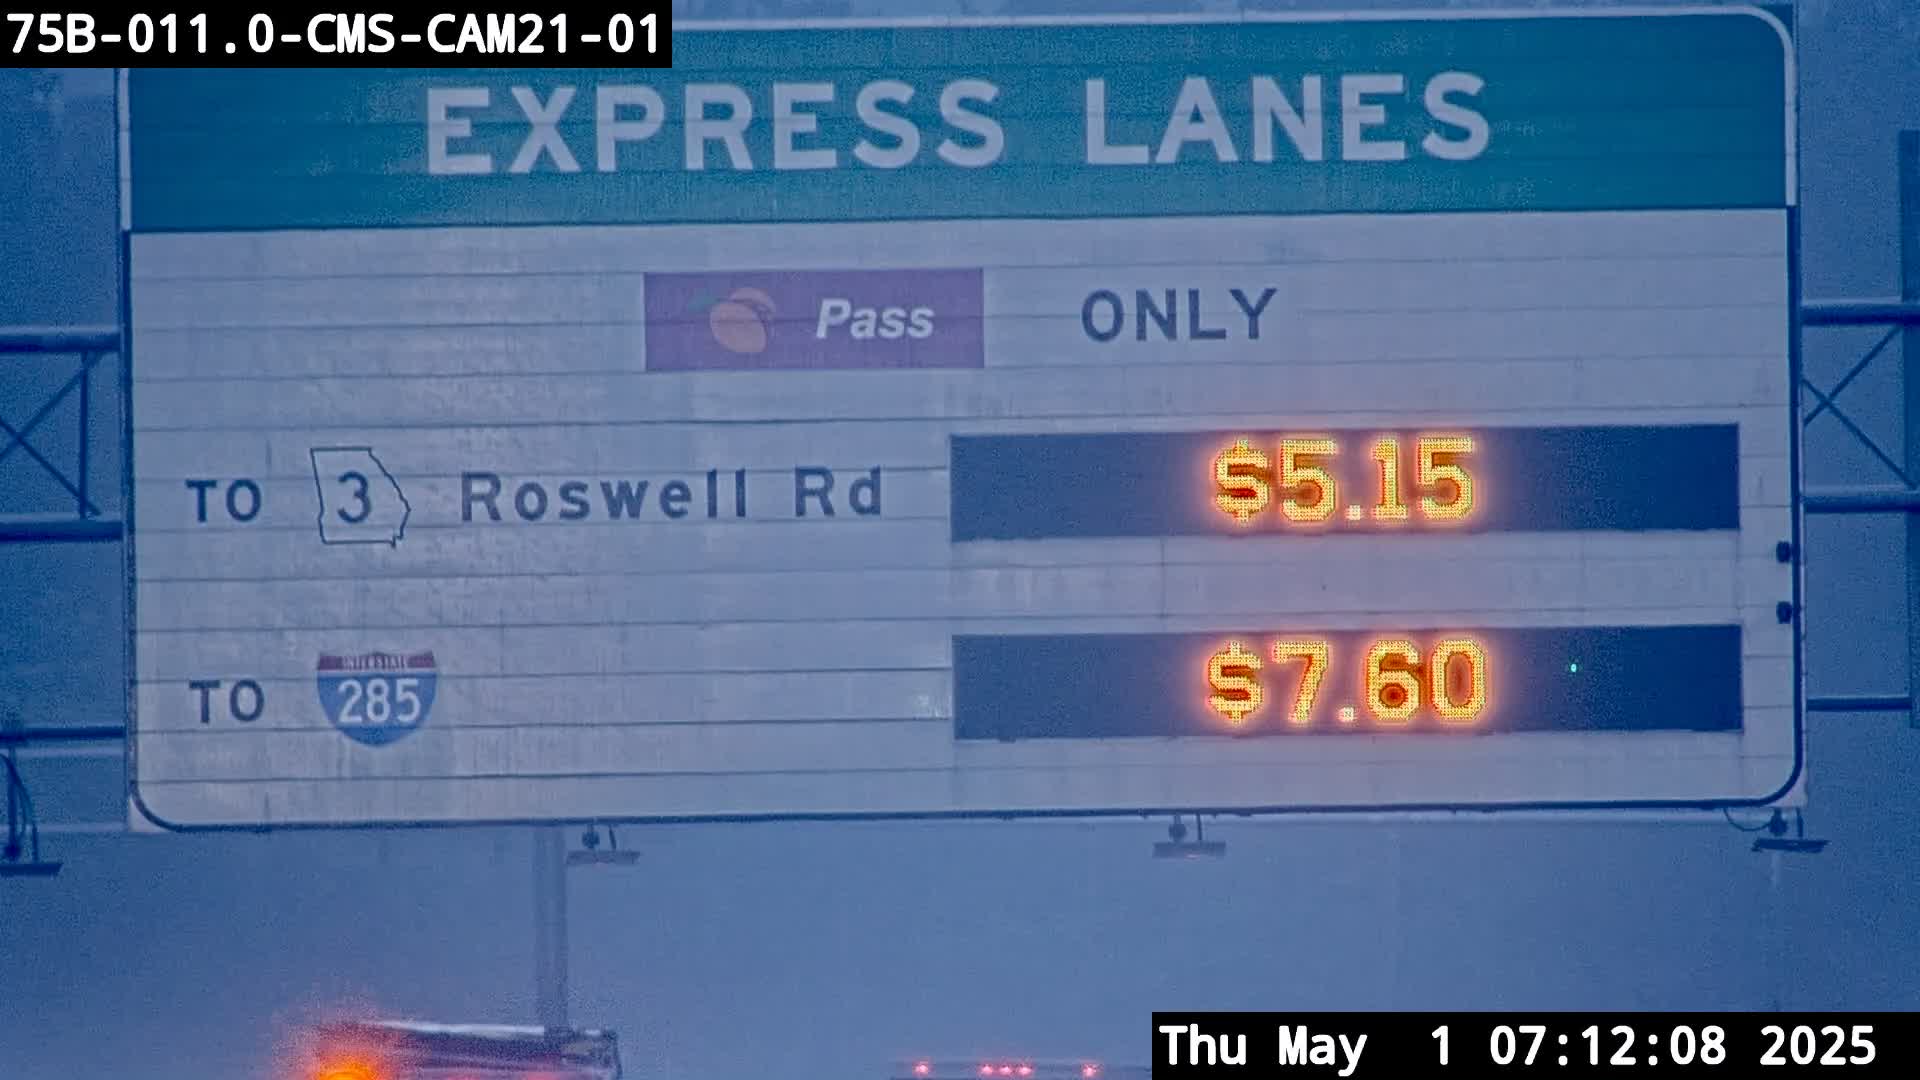 75B-011.0-CMS-CAM21-01
EXPRESS LANES
Pass ONLY
TO 3 Roswell Rd $5.15
TO 285 $7.60
Thu May 1 07:12:08 2025